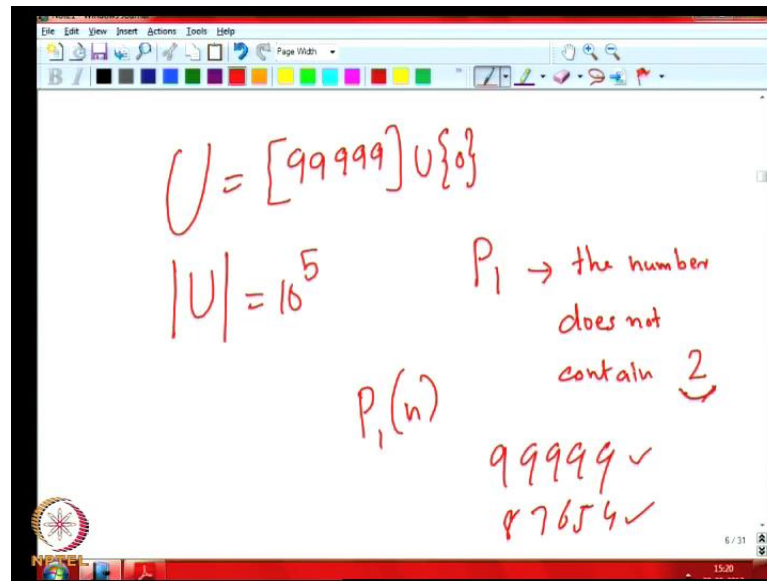 File Edit View Insert Actions Tools Help
Page Width
B I
U = [99999] ∪ {0}
|U| = 10^5
P₁ → the number
does not
contain 2
P₁(n)
99999 ✓
87654 ✓
6 / 31
NPTEL
15:20